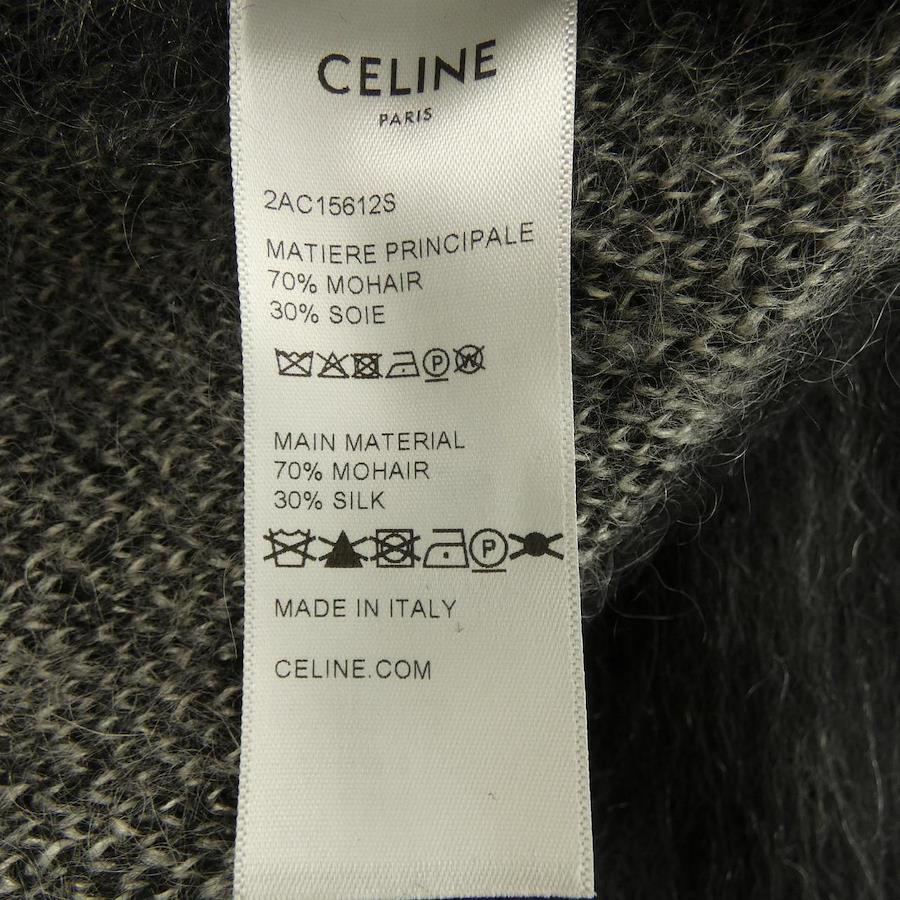 CELINE
PARIS
2AC15612S
MATIERE PRINCIPALE
70% MOHAIR
30% SOIE
P W
MAIN MATERIAL
70% MOHAIR
30% SILK
P
MADE IN ITALY
CELINE.COM